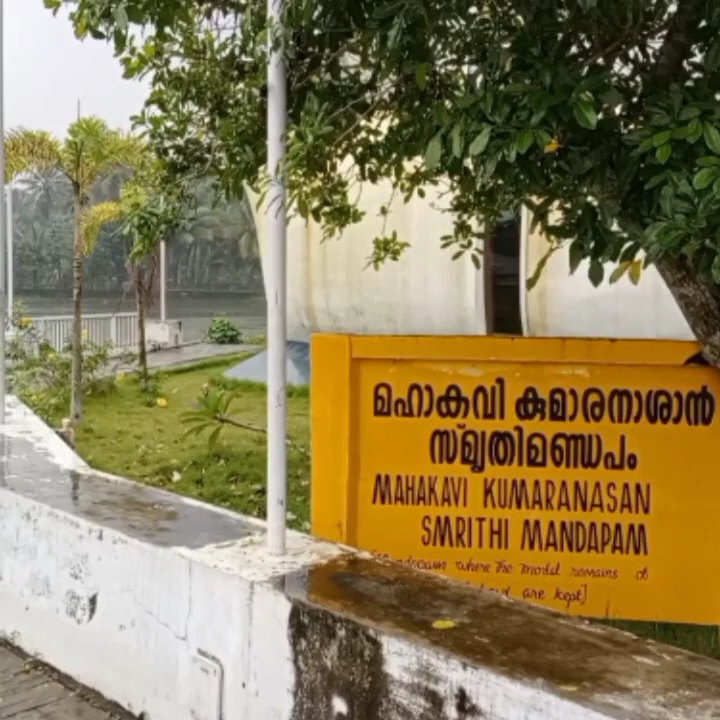 മഹാകവി കുമാരനാശാൻ
സ്മൃതിമണ്ഡപം
MAHAKAVI KUMARANASAN
SMRITHI MANDAPAM
where the mortal remains of
are kept]